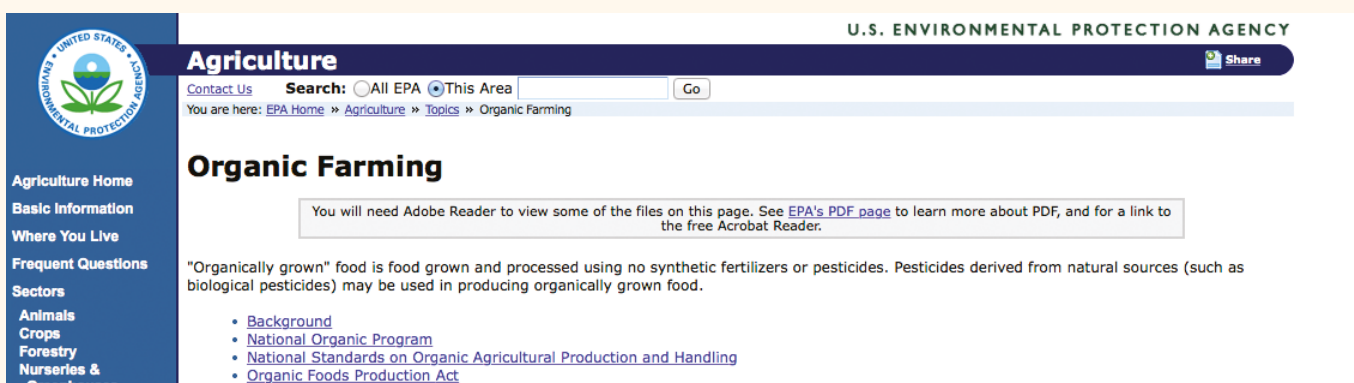 U.S. ENVIRONMENTAL PROTECTION AGENCY
UNITED STATES
ENVIRONMENTAL PROTECTION AGENCY
Agriculture
Share
Contact Us Search: All EPA This Area Go
You are here: EPA Home » Agriculture » Topics » Organic Farming
Organic Farming
You will need Adobe Reader to view some of the files on this page. See EPA's PDF page to learn more about PDF, and for a link to
the free Acrobat Reader.
"Organically grown" food is food grown and processed using no synthetic fertilizers or pesticides. Pesticides derived from natural sources (such as
biological pesticides) may be used in producing organically grown food.
• Background
• National Organic Program
• National Standards on Organic Agricultural Production and Handling
• Organic Foods Production Act
Agriculture Home
Basic Information
Where You Live
Frequent Questions
Sectors
Animals
Crops
Forestry
Nurseries &